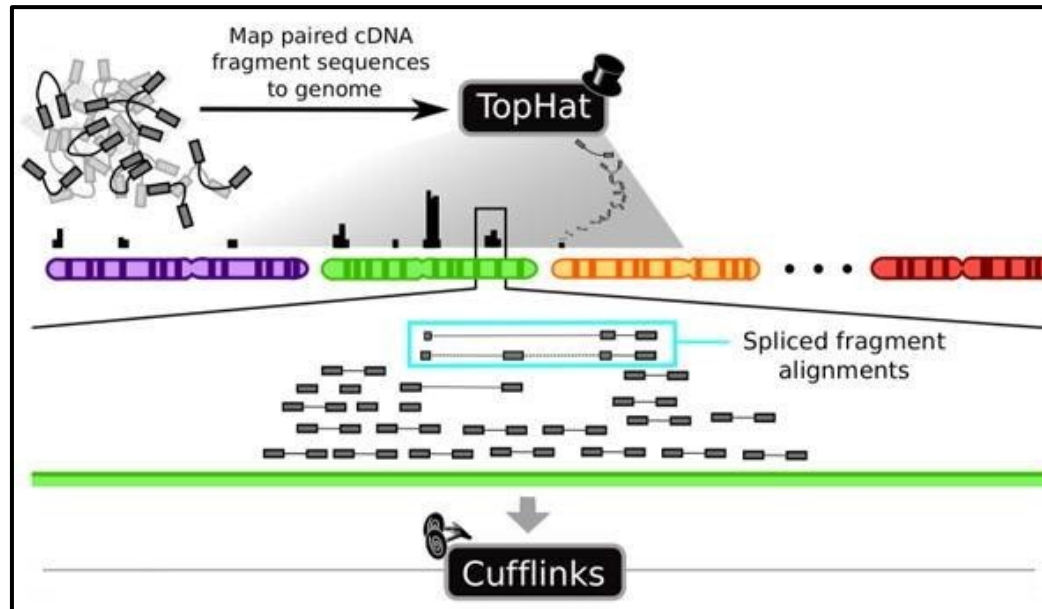 Map paired cDNA
fragment sequences
to genome
TopHat
Spliced fragment
alignments
Cufflinks